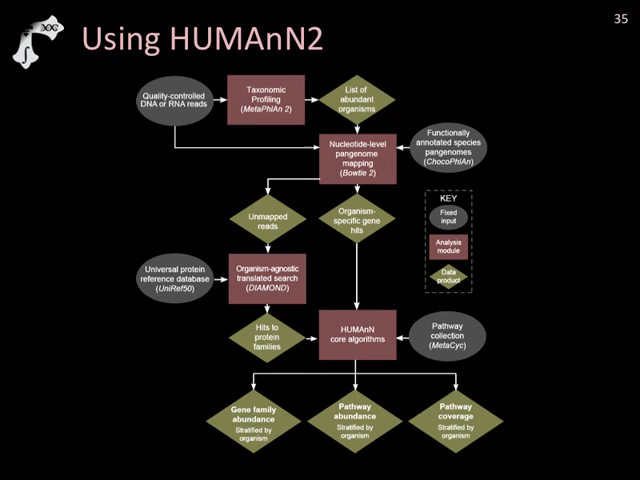 35
Using HUMAnN2
Quality-controlled
DNA or RNA reads
Taxonomic
Profiling
(MetaPhlAn 2)
List of
abundant
organisms
Nucleotide-level
pangenome
mapping
(Bowtie 2)
Functionally
annotated species
pangenomes
(ChocoPhlAn)
KEY
Fixed
input
Analysis
module
Data
product
Unmapped
reads
Organism-
specific gene
hits
Universal protein
reference database
(UniRef50)
Organism-agnostic
translated search
(DIAMOND)
Hits to
protein
families
HUMAnN
core algorithms
Pathway
collection
(MetaCyc)
Gene family
abundance
Stratified by
organism
Pathway
abundance
Stratified by
organism
Pathway
coverage
Stratified by
organism